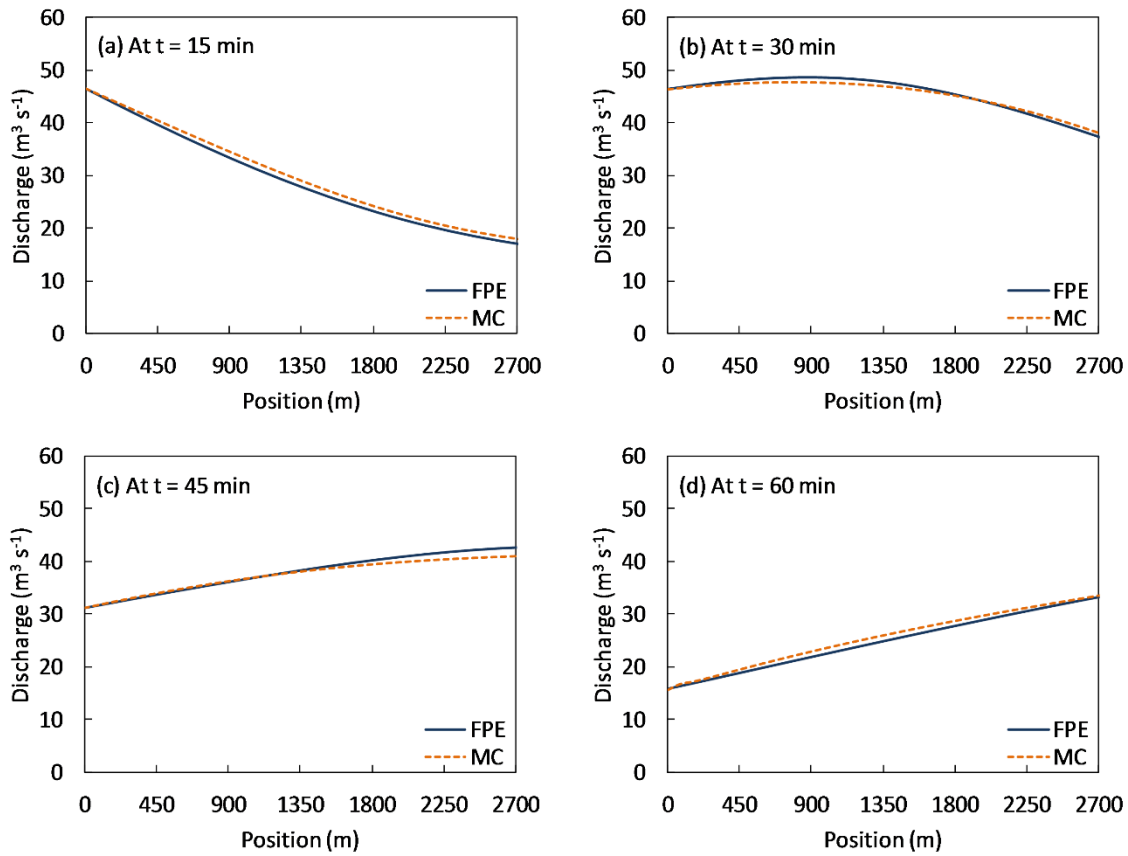 (a) At t = 15 min
60
50
40
30
20
10
0
Discharge (m³ s⁻¹)
FPE
MC
0 450 900 1350 1800 2250 2700
Position (m)
(b) At t = 30 min
60
50
40
30
20
10
0
Discharge (m³ s⁻¹)
FPE
MC
0 450 900 1350 1800 2250 2700
Position (m)
(c) At t = 45 min
60
50
40
30
20
10
0
Discharge (m³ s⁻¹)
FPE
MC
0 450 900 1350 1800 2250 2700
Position (m)
(d) At t = 60 min
60
50
40
30
20
10
0
Discharge (m³ s⁻¹)
FPE
MC
0 450 900 1350 1800 2250 2700
Position (m)